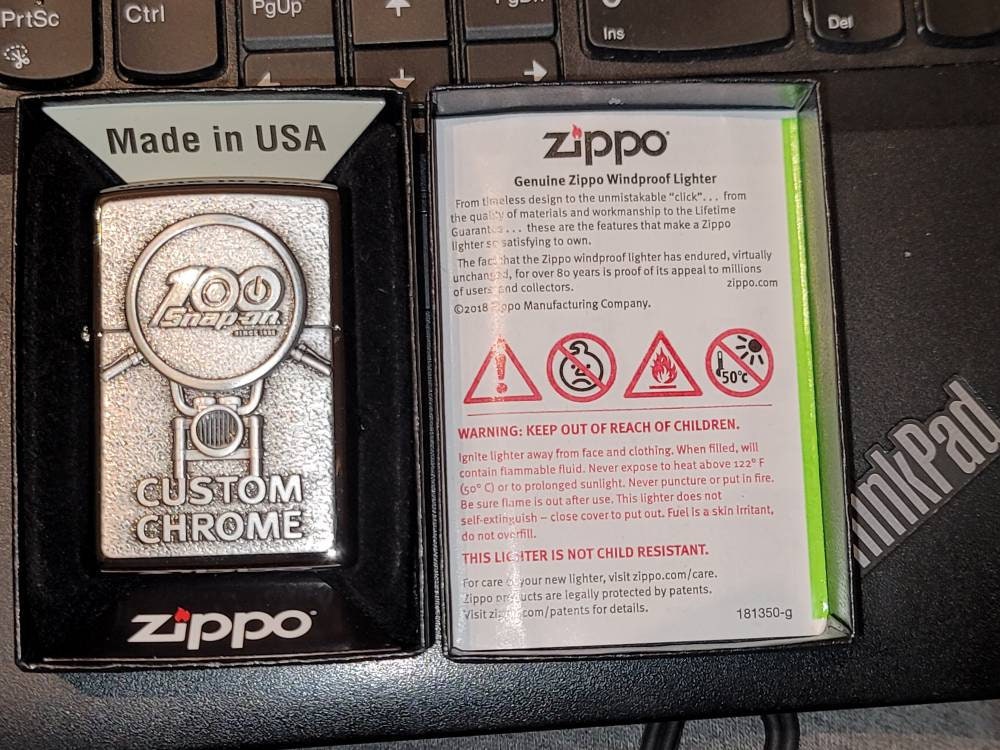 PrtSc
Ctrl
PgUp
PgDn
Ins
Del
Made in USA
100
Snap-on
SINCE 1920
CUSTOM
CHROME
zippo
zippo
Genuine Zippo Windproof Lighter
From timeless design to the unmistakable “click”... from
the quality of materials and workmanship to the Lifetime
Guarantee... these are the features that make a Zippo
lighter so satisfying to own.
The fact that the Zippo windproof lighter has endured, virtually
unchanged, for over 80 years is proof of its appeal to millions
of users and collectors.
zippo.com
©2018 Zippo Manufacturing Company.
50°C
WARNING: KEEP OUT OF REACH OF CHILDREN.
Ignite lighter away from face and clothing. When filled, will
contain flammable fluid. Never expose to heat above 122° F
(50° C) or to prolonged sunlight. Never puncture or put in fire.
Be sure flame is out after use. This lighter does not
self-extinguish – close cover to put out. Fuel is a skin irritant,
do not overfill.
THIS LIGHTER IS NOT CHILD RESISTANT.
For care of your new lighter, visit zippo.com/care.
Zippo products are legally protected by patents.
Visit zippo.com/patents for details.
181350-g
inkPad